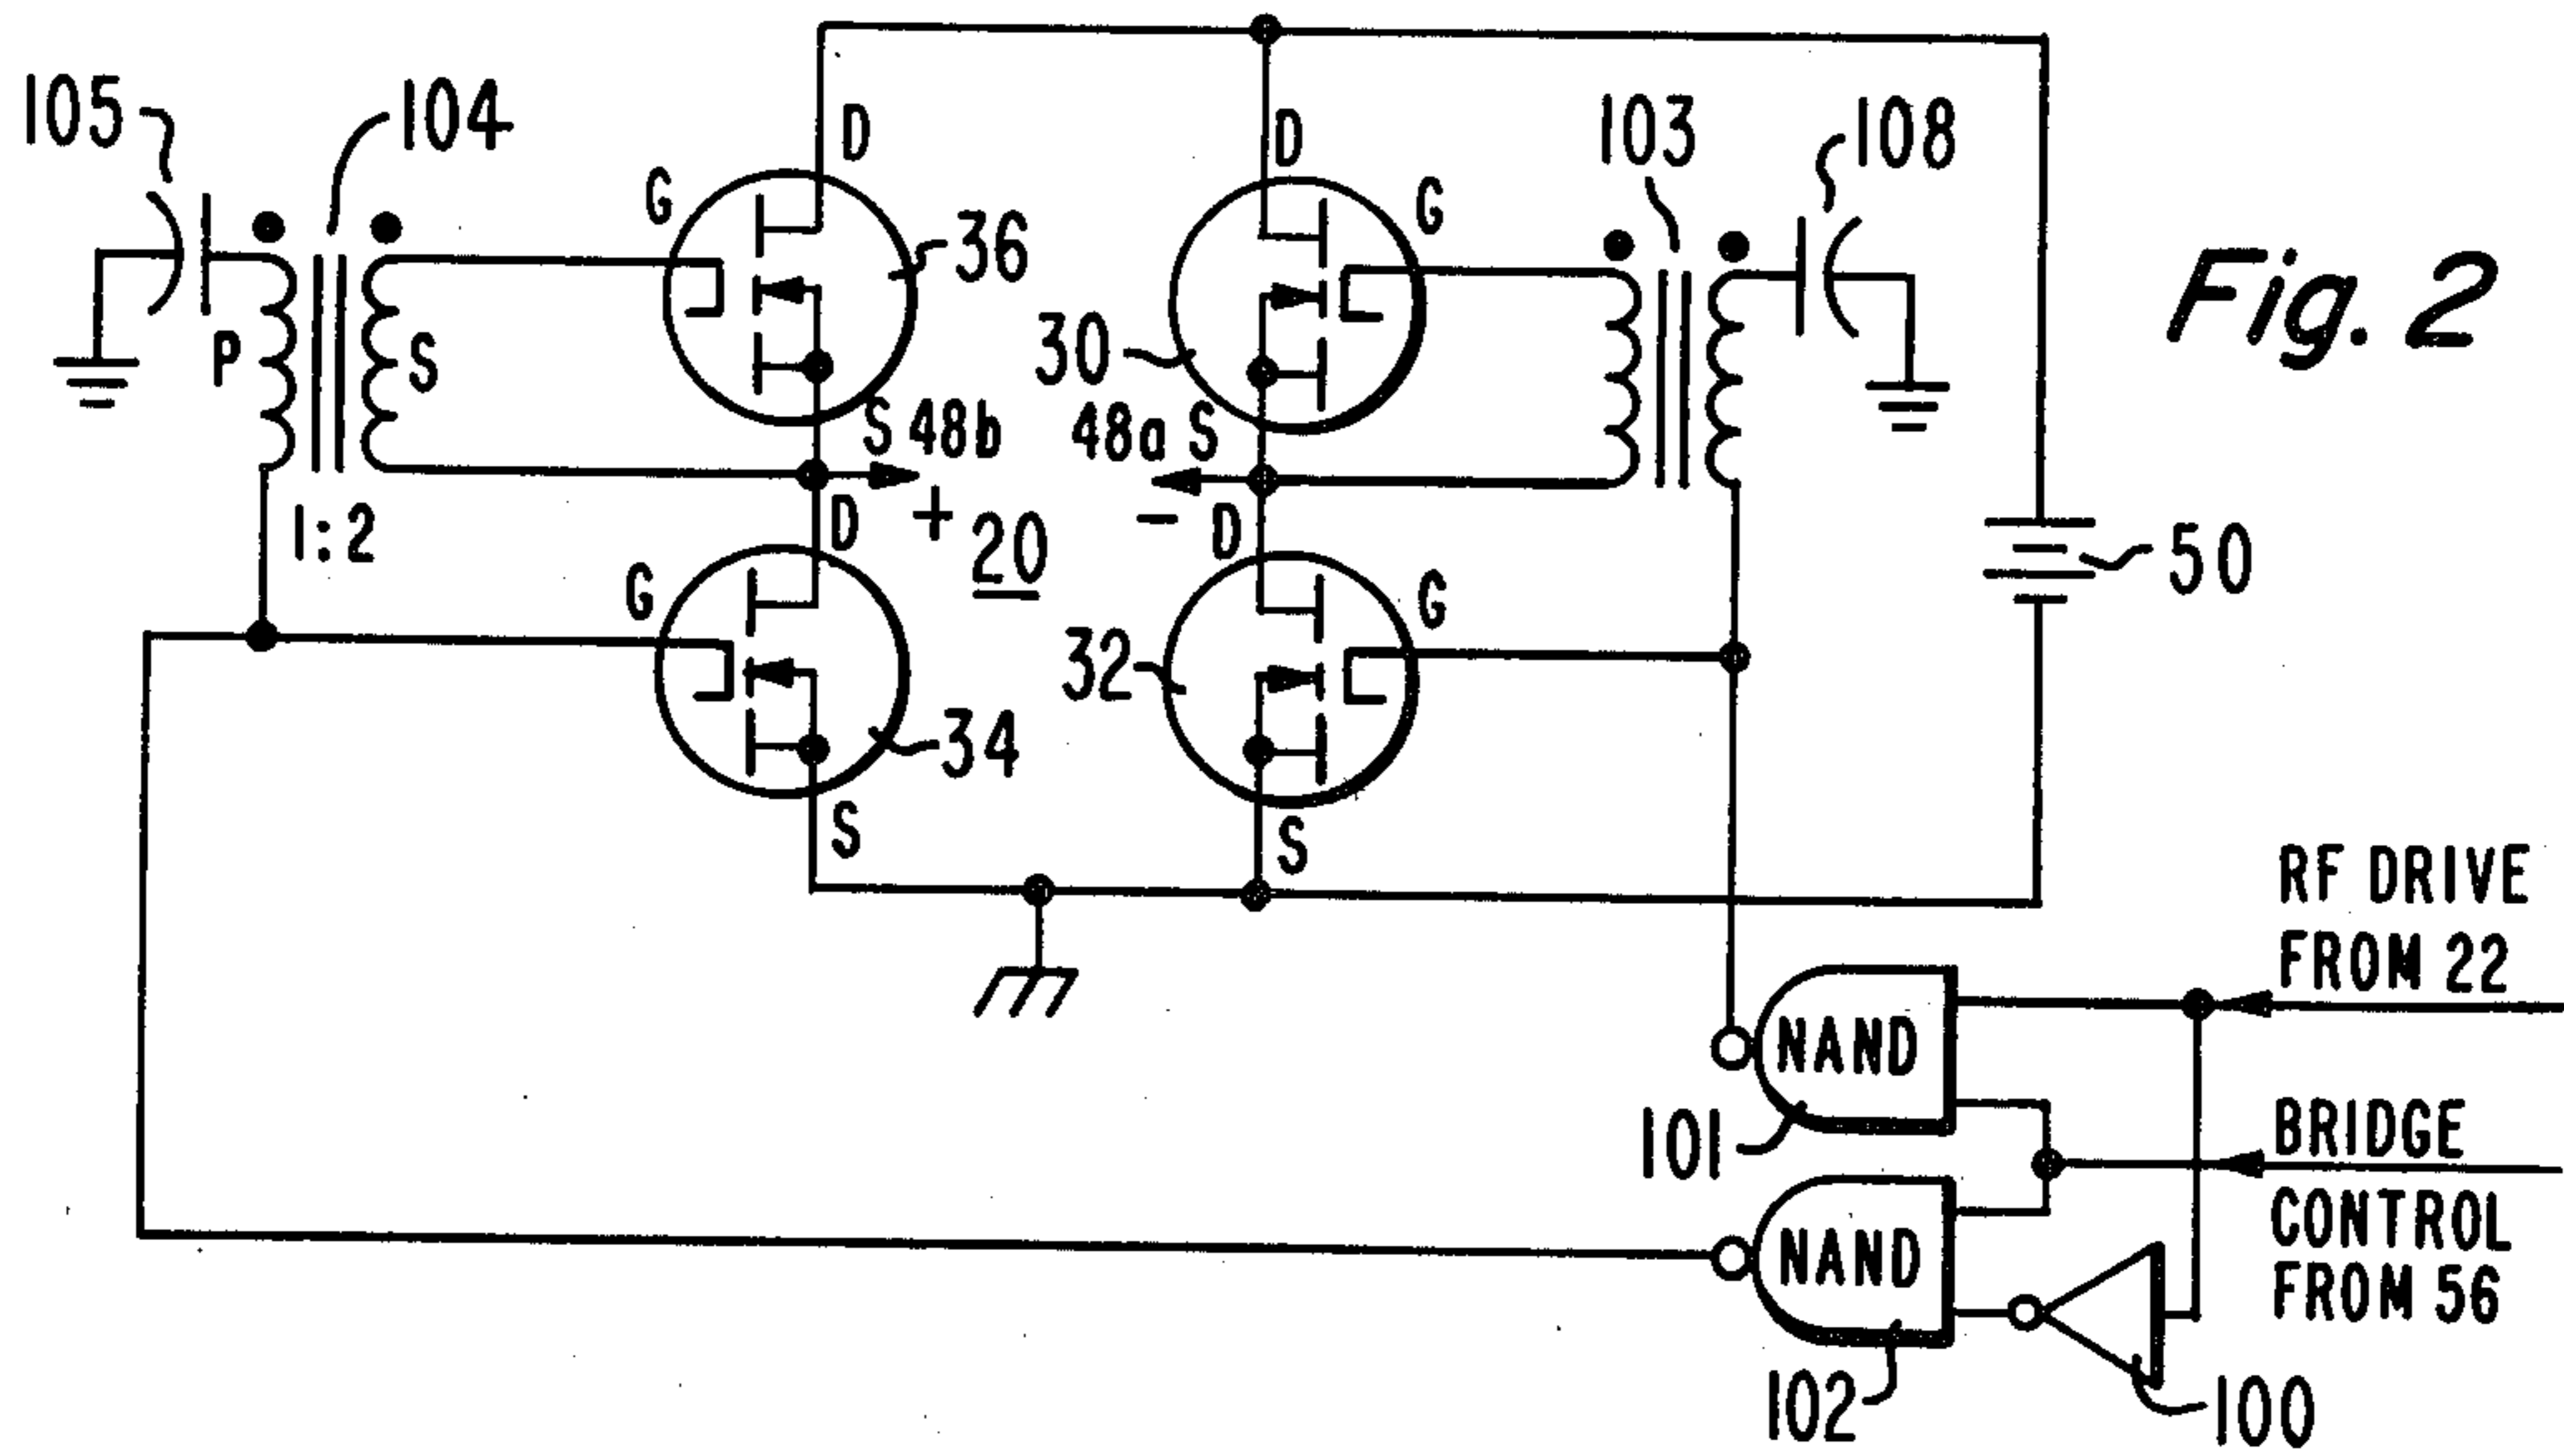 Fig. 2
105
104
P
S
1:2
G
D
36
S
48b
+
D
G
34
S
20
D
G
103
108
30
48a
S
-
D
G
32
S
50
RF DRIVE
FROM 22
BRIDGE
CONTROL
FROM 56
NAND
101
NAND
102
100